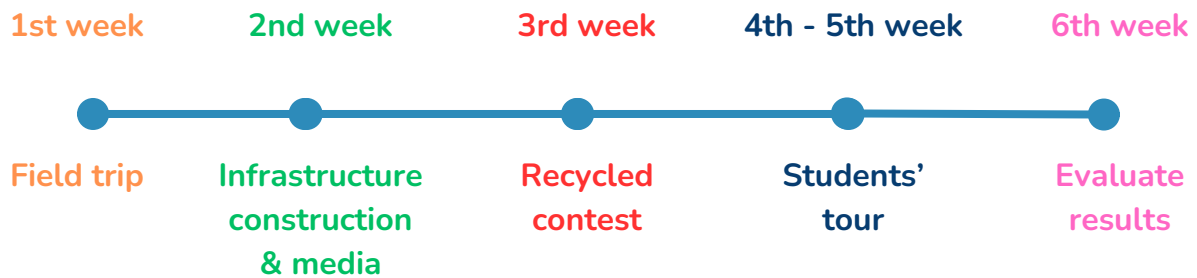 1st week
2nd week
3rd week
4th - 5th week
6th week
Field trip
Infrastructure
construction
& media
Recycled
contest
Students’
tour
Evaluate
results